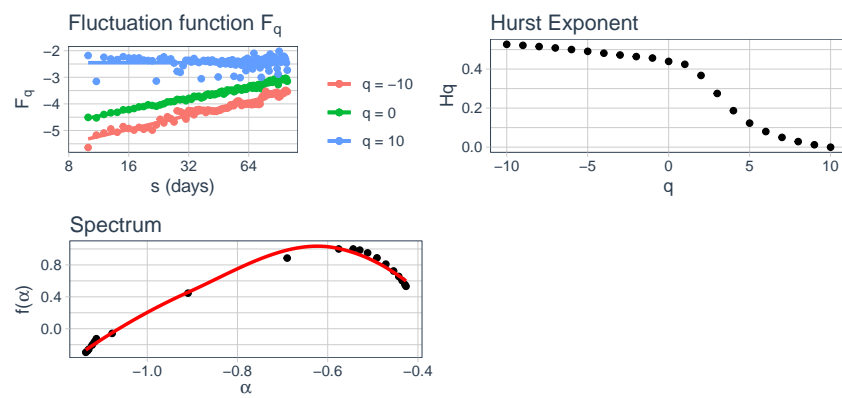 Fluctuation function Fq
−2
−3
−4
−5
Fq
8 16 32 64
s (days)
q = −10
q = 0
q = 10
Hurst Exponent
0.4
0.2
0.0
Hq
−10 −5 0 5 10
q
Spectrum
0.8
0.4
0.0
f(α)
−1.0 −0.8 −0.6 −0.4
α